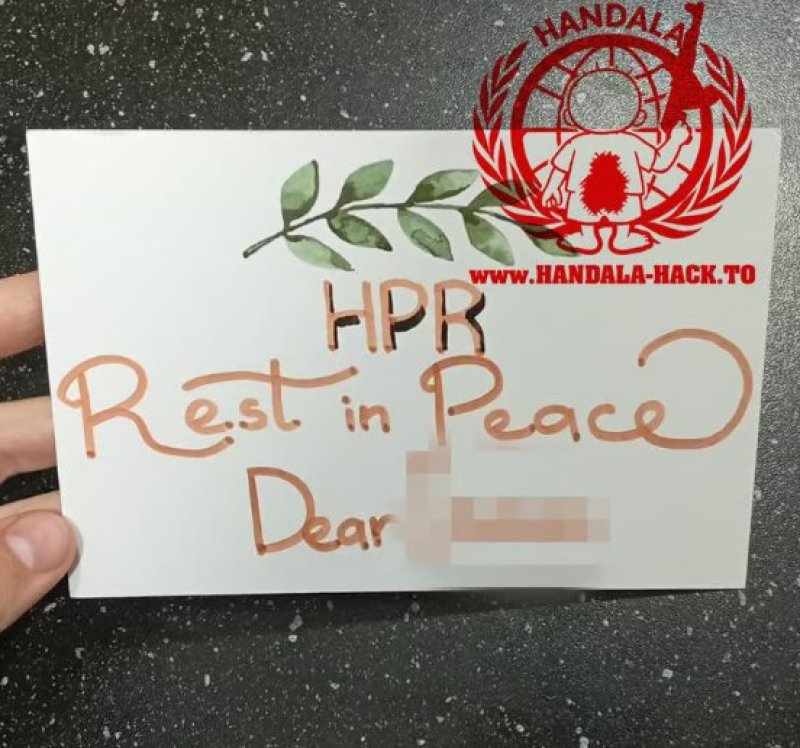 HANDALA
www.HANDALA-HACK.TO
HPR
Rest in Peace
Dear